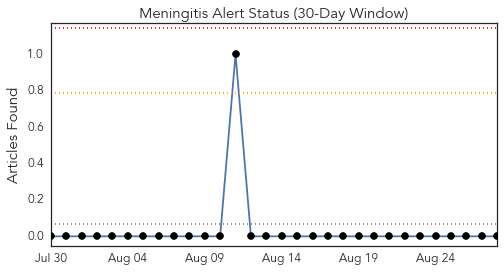 Meningitis Alert Status (30-Day Window)
Articles Found
1.0
0.8
0.6
0.4
0.2
0.0
Jul 30 Aug 04 Aug 09 Aug 14 Aug 19 Aug 24